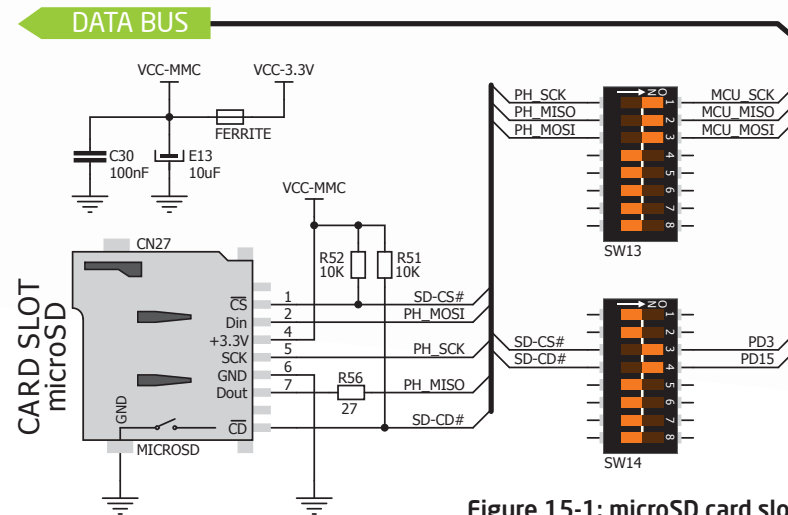 DATA BUS
VCC-MMC
VCC-3.3V
FERRITE
C30
100nF
E13
10uF
VCC-MMC
R52
10K
R51
10K
CN27
CARD SLOT
microSD
CS
Din
+3.3V
SCK
GND
Dout
CD
GND
MICROSD
1
2
4
5
6
7
R56
27
SD-CS#
PH_MOSI
PH_SCK
PH_MISO
SD-CD#
PH_SCK
PH_MISO
PH_MOSI
ON
1
2
3
4
5
6
7
8
SW13
MCU_SCK
MCU_MISO
MCU_MOSI
SD-CS#
SD-CD#
ON
1
2
3
4
5
6
7
8
SW14
PD3
PD15
Figure 15-1: microSD card slo